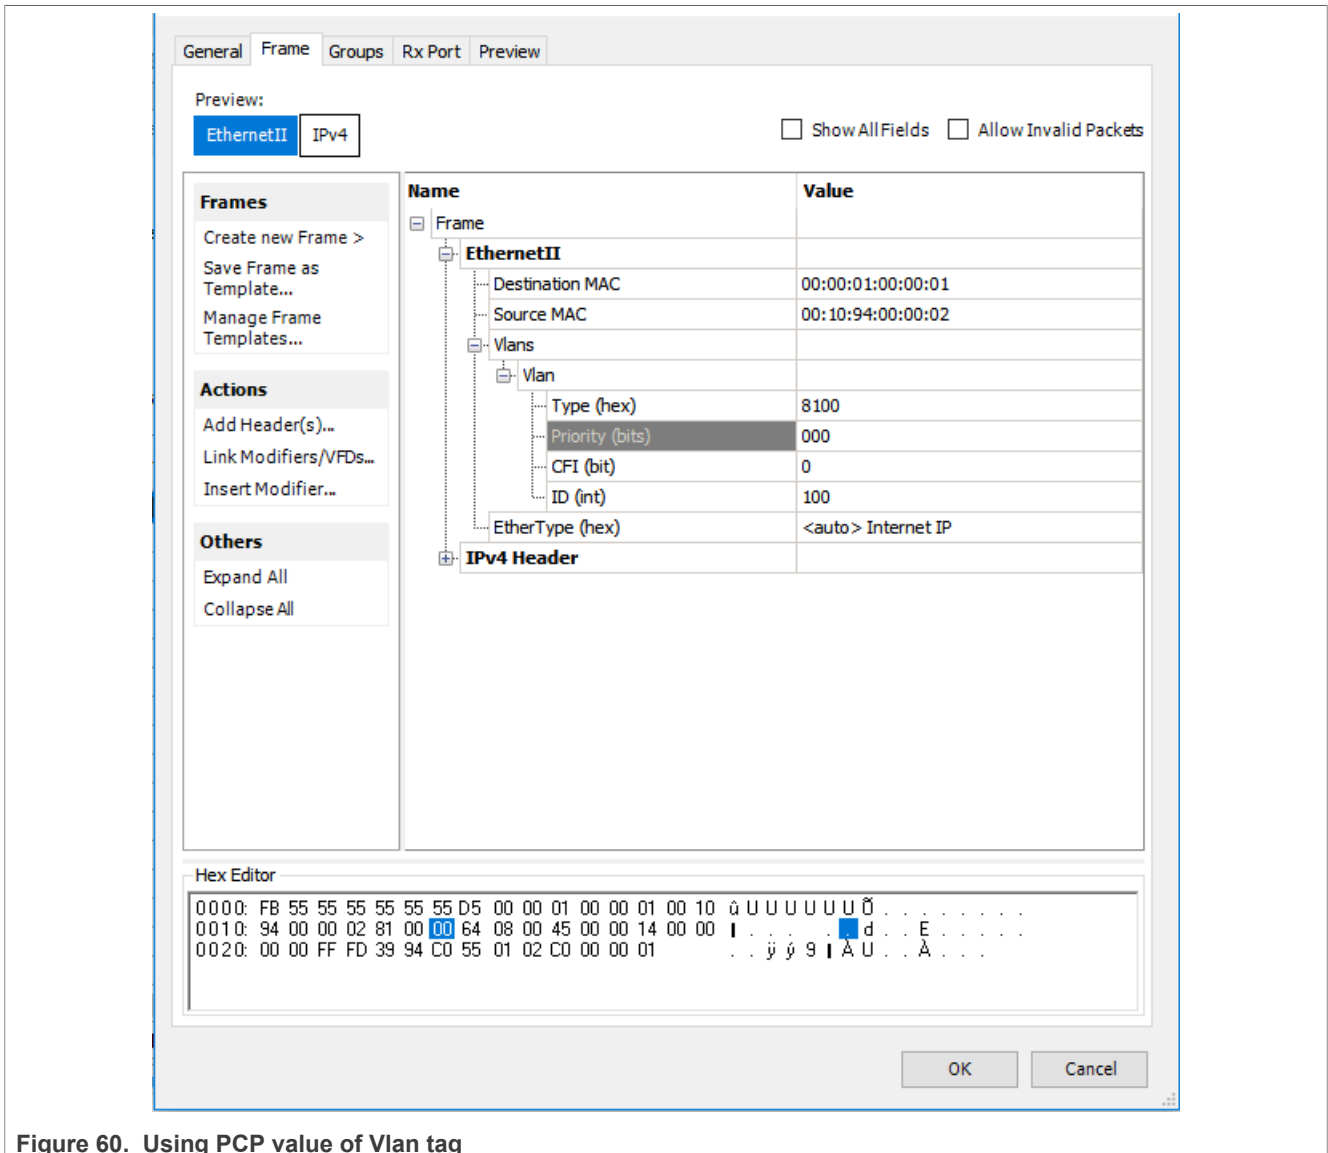 General Frame Groups Rx Port Preview
Preview:
EthernetII IPv4
Show All Fields Allow Invalid Packets
Frames
Create new Frame >
Save Frame as
Template...
Manage Frame
Templates...
Actions
Add Header(s)...
Link Modifiers/VFDs...
Insert Modifier...
Others
Expand All
Collapse All
Name Value
Frame
EthernetII
Destination MAC 00:00:01:00:00:01
Source MAC 00:10:94:00:00:02
Vlans
Vlan
Type (hex) 8100
Priority (bits) 000
CFI (bit) 0
ID (int) 100
EtherType (hex) <auto> Internet IP
IPv4 Header
Hex Editor
0000: FB 55 55 55 55 55 55 D5 00 00 01 00 00 01 00 10 û U U U U U U Õ . . . . . . . .
0010: 94 00 00 02 81 00 00 64 08 00 45 00 00 14 00 00 ▌ . . . . . d . . E . . . . .
0020: 00 00 FF FD 39 94 C0 55 01 02 C0 00 00 01 . . ÿ ý 9 ▌ À U . . À . . .
OK Cancel
Figure 60. Using PCP value of Vlan tag